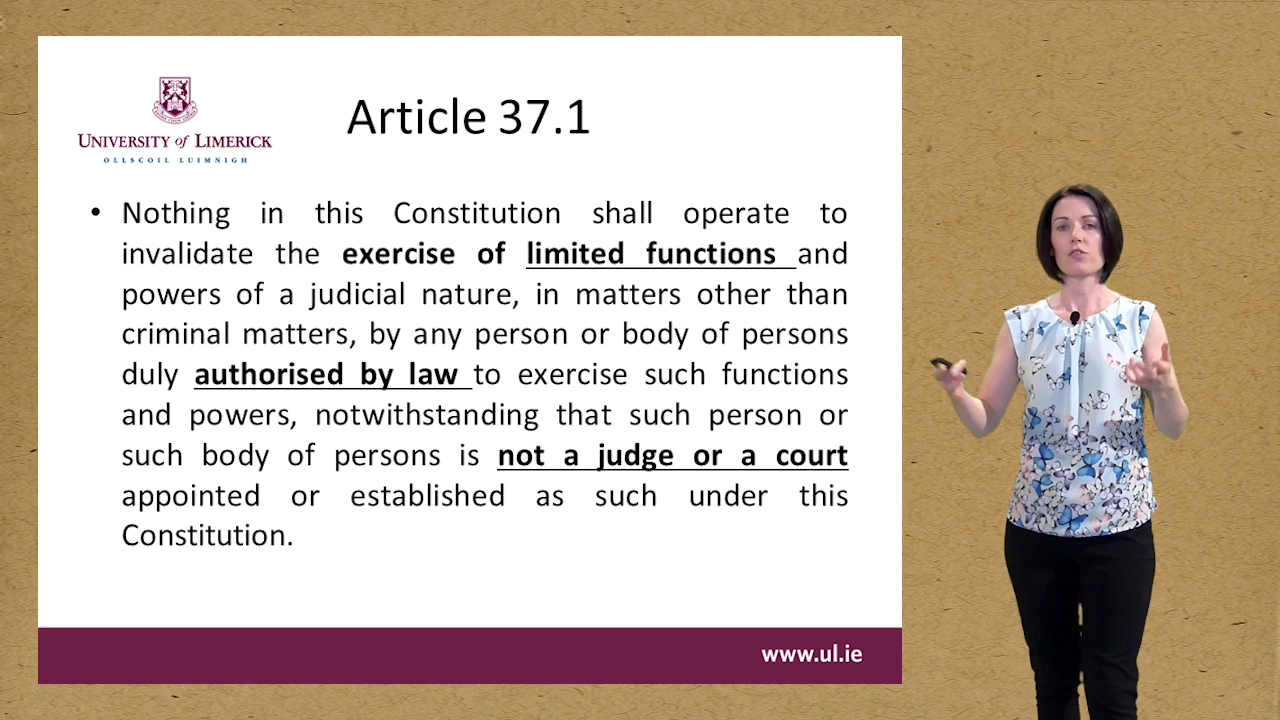 UNIVERSITY of LIMERICK
OLLSCOIL LUIMNIGH
Article 37.1
• Nothing in this Constitution shall operate to
invalidate the exercise of limited functions and
powers of a judicial nature, in matters other than
criminal matters, by any person or body of persons
duly authorised by law to exercise such functions
and powers, notwithstanding that such person or
such body of persons is not a judge or a court
appointed or established as such under this
Constitution.
www.ul.ie